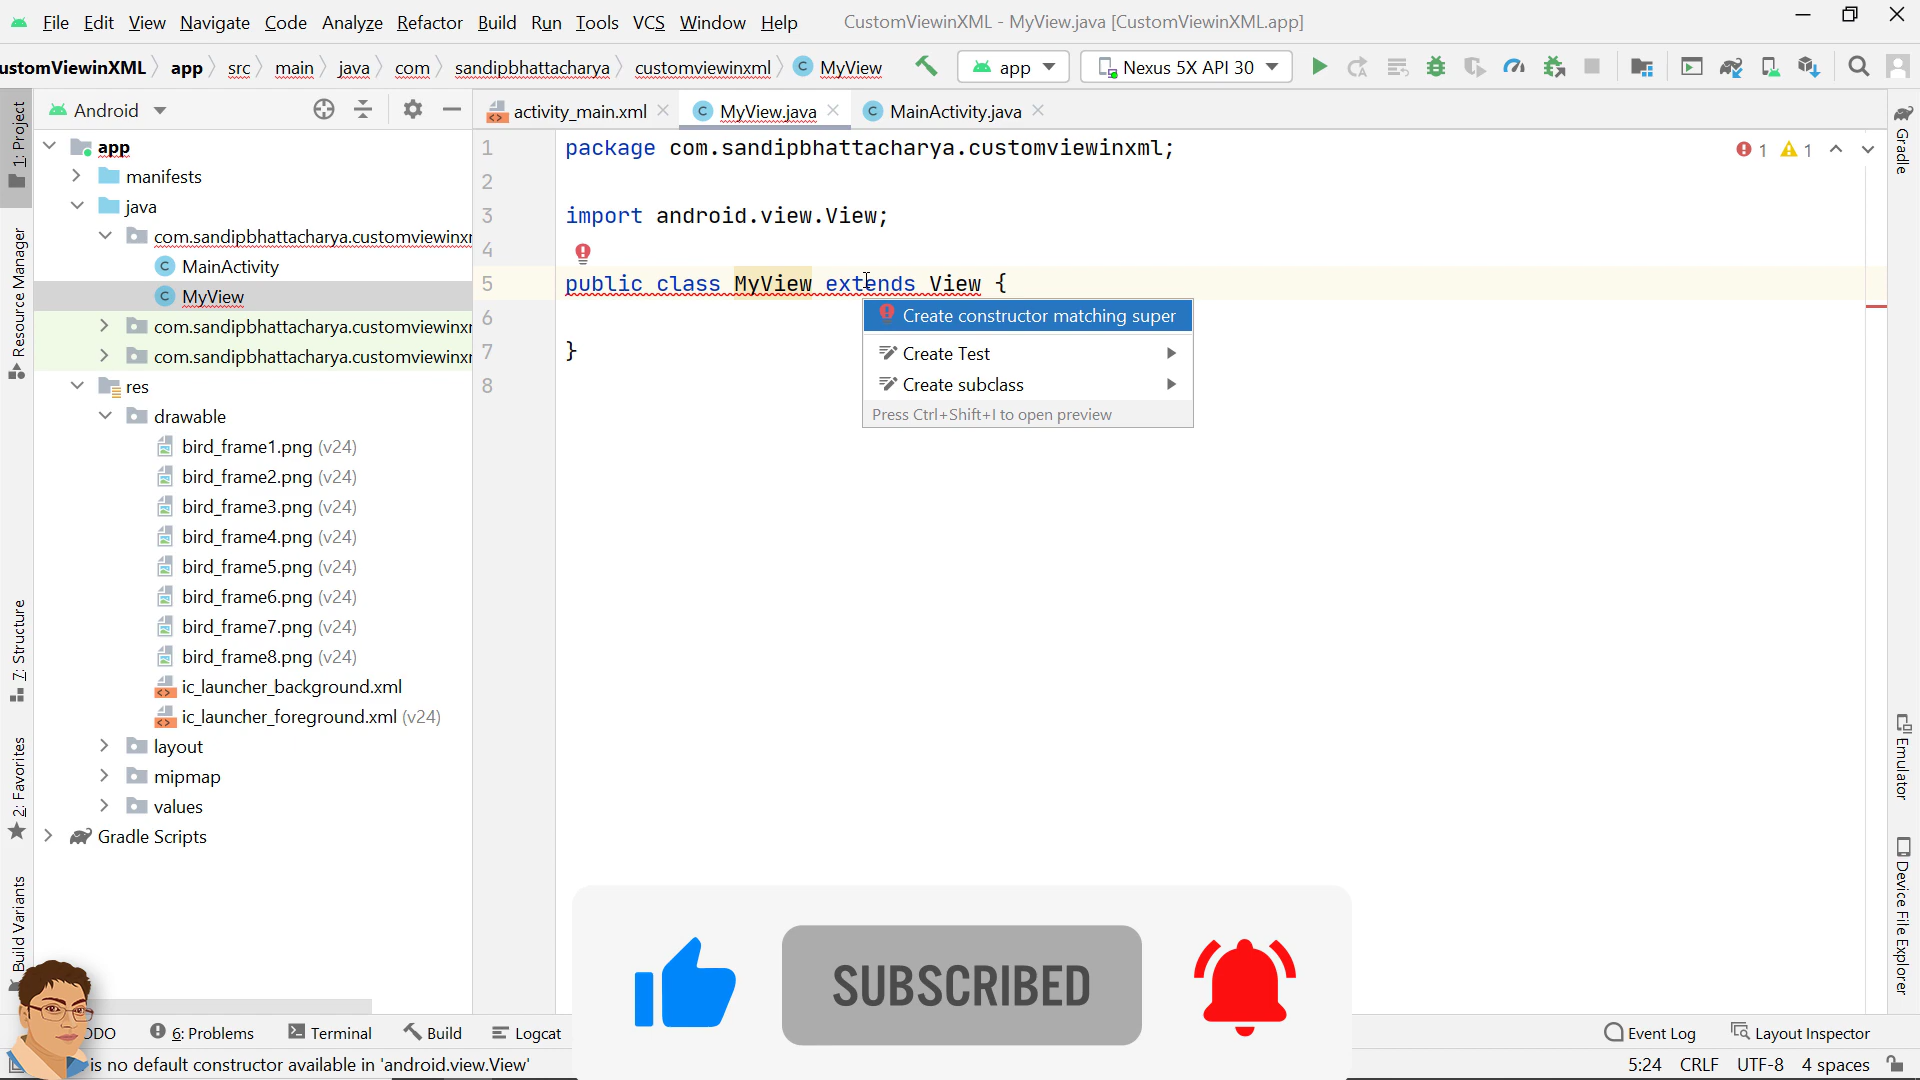 File Edit View Navigate Code Analyze Refactor Build Run Tools VCS Window Help CustomViewinXML - MyView.java [CustomViewinXML.app]
ustomViewinXML app src main java com sandipbhattacharya customviewinxml MyView app Nexus 5X API 30
Android activity_main.xml MyView.java MainActivity.java
1: Project
Resource Manager
7: Structure
2: Favorites
Build Variants
app
manifests
java
com.sandipbhattacharya.customviewinxr
MainActivity
MyView
com.sandipbhattacharya.customviewinxr
com.sandipbhattacharya.customviewinxr
res
drawable
bird_frame1.png (v24)
bird_frame2.png (v24)
bird_frame3.png (v24)
bird_frame4.png (v24)
bird_frame5.png (v24)
bird_frame6.png (v24)
bird_frame7.png (v24)
bird_frame8.png (v24)
ic_launcher_background.xml
ic_launcher_foreground.xml (v24)
layout
mipmap
values
Gradle Scripts
1 package com.sandipbhattacharya.customviewinxml; 1 1
2
3 import android.view.View;
4
5 public class MyView extends View {
6
7 }
8
Create constructor matching super
Create Test
Create subclass
Press Ctrl+Shift+I to open preview
Gradle
Emulator
Device File Explorer
SUBSCRIBED
ODO 6: Problems Terminal Build Logcat Event Log Layout Inspector
is no default constructor available in 'android.view.View' 5:24 CRLF UTF-8 4 spaces